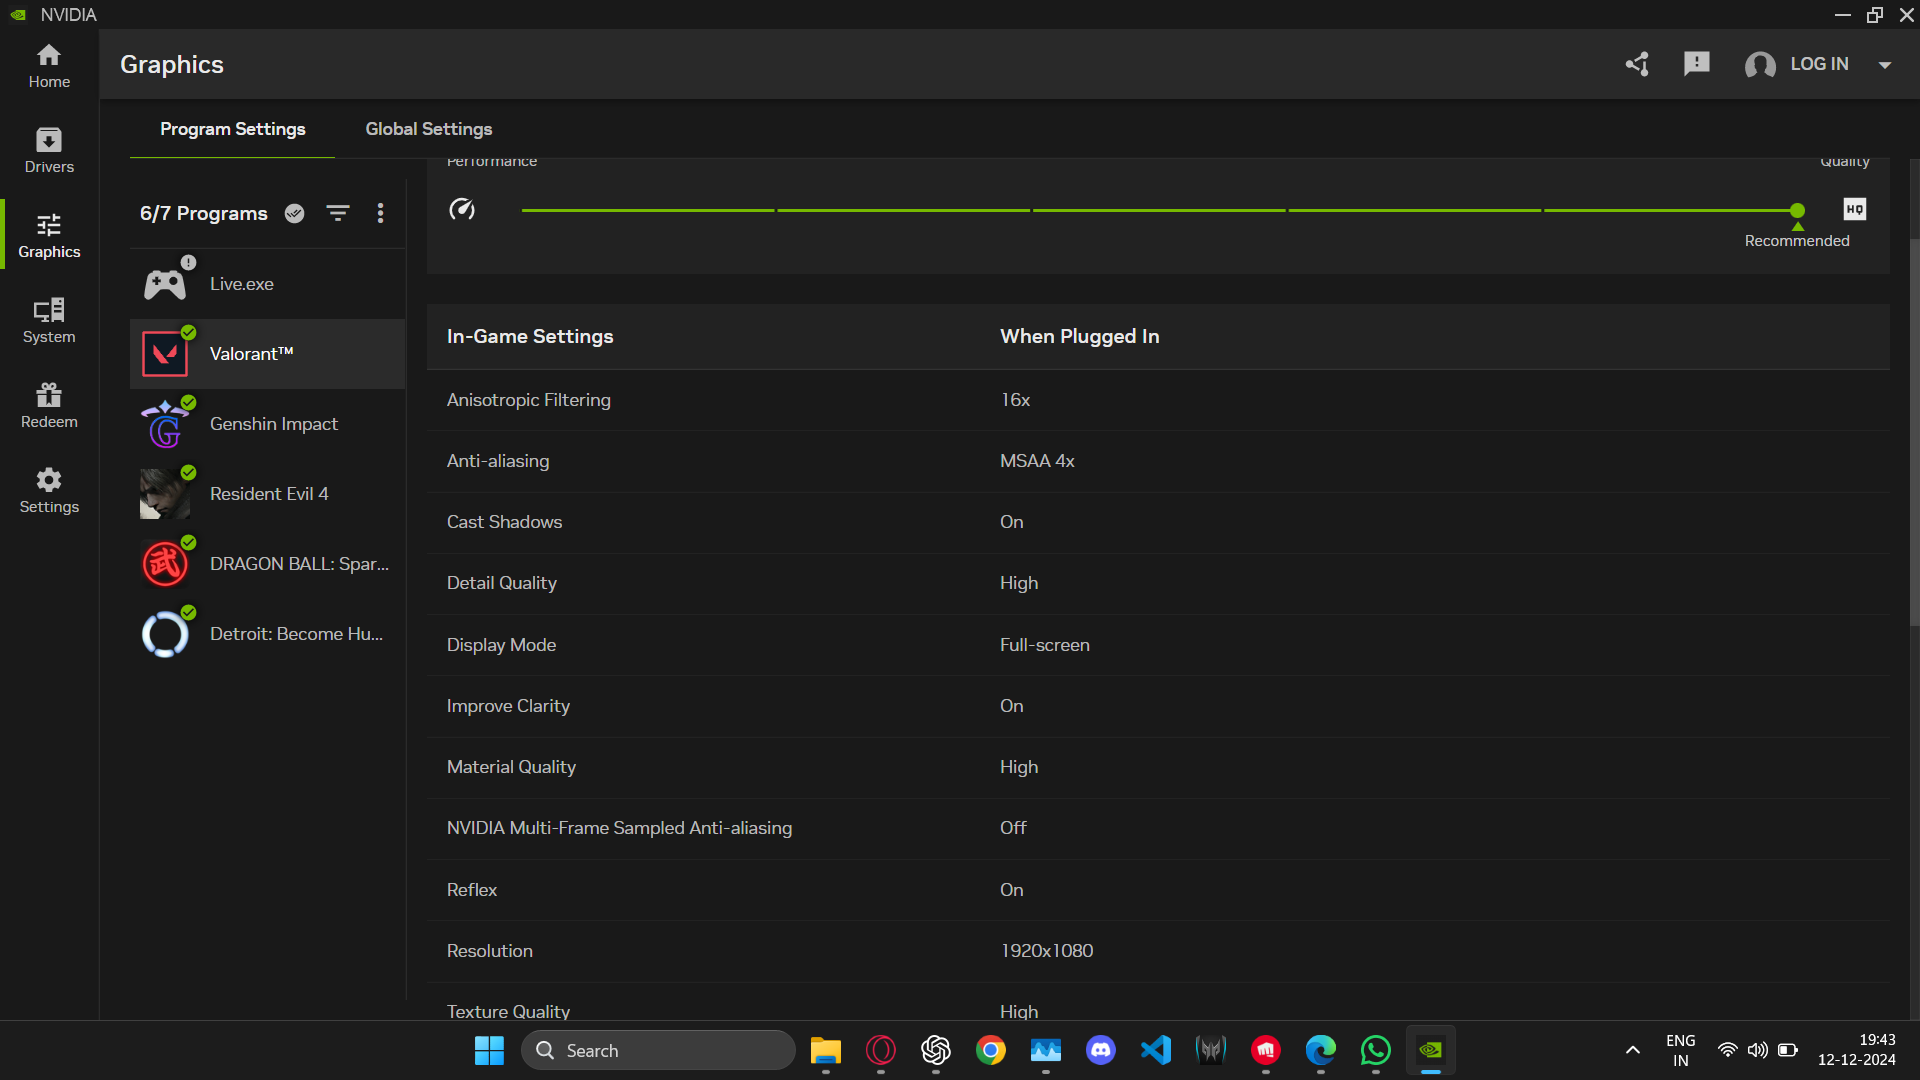 NVIDIA
Home
Drivers
Graphics
System
Redeem
Settings
Graphics
LOG IN
Program Settings
Global Settings
6/7 Programs
Live.exe
Valorant™
Genshin Impact
Resident Evil 4
DRAGON BALL: Spar...
Detroit: Become Hu...
Performance
Quality
HQ
Recommended
In-Game Settings When Plugged In
Anisotropic Filtering 16x
Anti-aliasing MSAA 4x
Cast Shadows On
Detail Quality High
Display Mode Full-screen
Improve Clarity On
Material Quality High
NVIDIA Multi-Frame Sampled Anti-aliasing Off
Reflex On
Resolution 1920x1080
Texture Quality High
武
Search
ENG
IN
19:43
12-12-2024